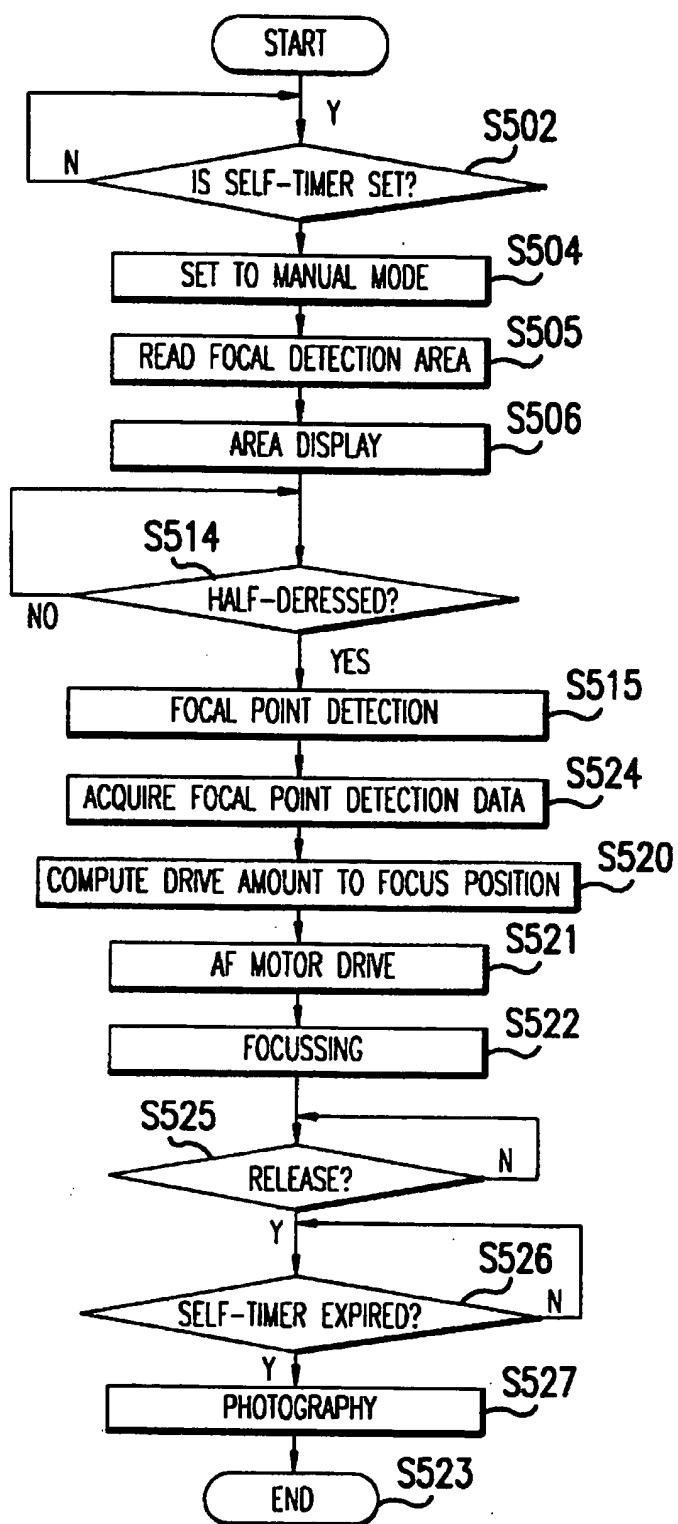 START
Y
S502
N
IS SELF-TIMER SET?
S504
SET TO MANUAL MODE
S505
READ FOCAL DETECTION AREA
S506
AREA DISPLAY
S514
HALF-DERESSED?
NO
YES
S515
FOCAL POINT DETECTION
S524
ACQUIRE FOCAL POINT DETECTION DATA
S520
COMPUTE DRIVE AMOUNT TO FOCUS POSITION
S521
AF MOTOR DRIVE
S522
FOCUSSING
S525
RELEASE?
N
Y
S526
SELF-TIMER EXPIRED?
N
Y
S527
PHOTOGRAPHY
S523
END